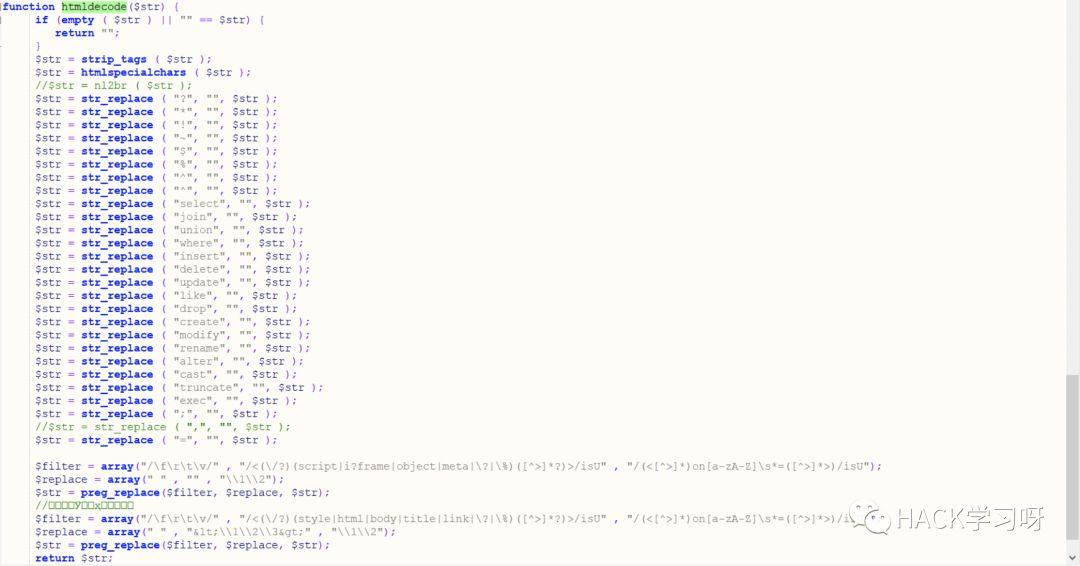 function htmldecode($str) {
if (empty ( $str ) || "" == $str) {
return "";
}
$str = strip_tags ( $str );
$str = htmlspecialchars ( $str );
//$str = nl2br ( $str );
$str = str_replace ( "?", "", $str );
$str = str_replace ( "*", "", $str );
$str = str_replace ( "!", "", $str );
$str = str_replace ( "~", "", $str );
$str = str_replace ( "$", "", $str );
$str = str_replace ( "%", "", $str );
$str = str_replace ( "^", "", $str );
$str = str_replace ( "^", "", $str );
$str = str_replace ( "select", "", $str );
$str = str_replace ( "join", "", $str );
$str = str_replace ( "union", "", $str );
$str = str_replace ( "where", "", $str );
$str = str_replace ( "insert", "", $str );
$str = str_replace ( "delete", "", $str );
$str = str_replace ( "update", "", $str );
$str = str_replace ( "like", "", $str );
$str = str_replace ( "drop", "", $str );
$str = str_replace ( "create", "", $str );
$str = str_replace ( "modify", "", $str );
$str = str_replace ( "rename", "", $str );
$str = str_replace ( "alter", "", $str );
$str = str_replace ( "cast", "", $str );
$str = str_replace ( "truncate", "", $str );
$str = str_replace ( "exec", "", $str );
$str = str_replace ( ";", "", $str );
//$str = str_replace ( ",", "", $str );
$str = str_replace ( "=", "", $str );
$filter = array("/\f\r\t\v/" , "/<(\/?)(script|i?frame|object|meta|\?|\%)([^>]*?)>/isU" , "/(<[^>]*)on[a-zA-Z]\s*=([^>]*>)/isU");
$replace = array(" " , "" , "\\1\\2");
$str = preg_replace($filter, $replace, $str);
$filter = array("/\f\r\t\v/" , "/<(\/?)(style|html|body|title|link|\?|\%)([^>]*?)>/isU" , "/(<[^>]*)on[a-zA-Z]\s*=([^>]*>)/
$replace = array(" " , "&lt;\\1\\2\\3&gt;" , "\\1\\2");
$str = preg_replace($filter, $replace, $str);
return $str;
HACK学习呀